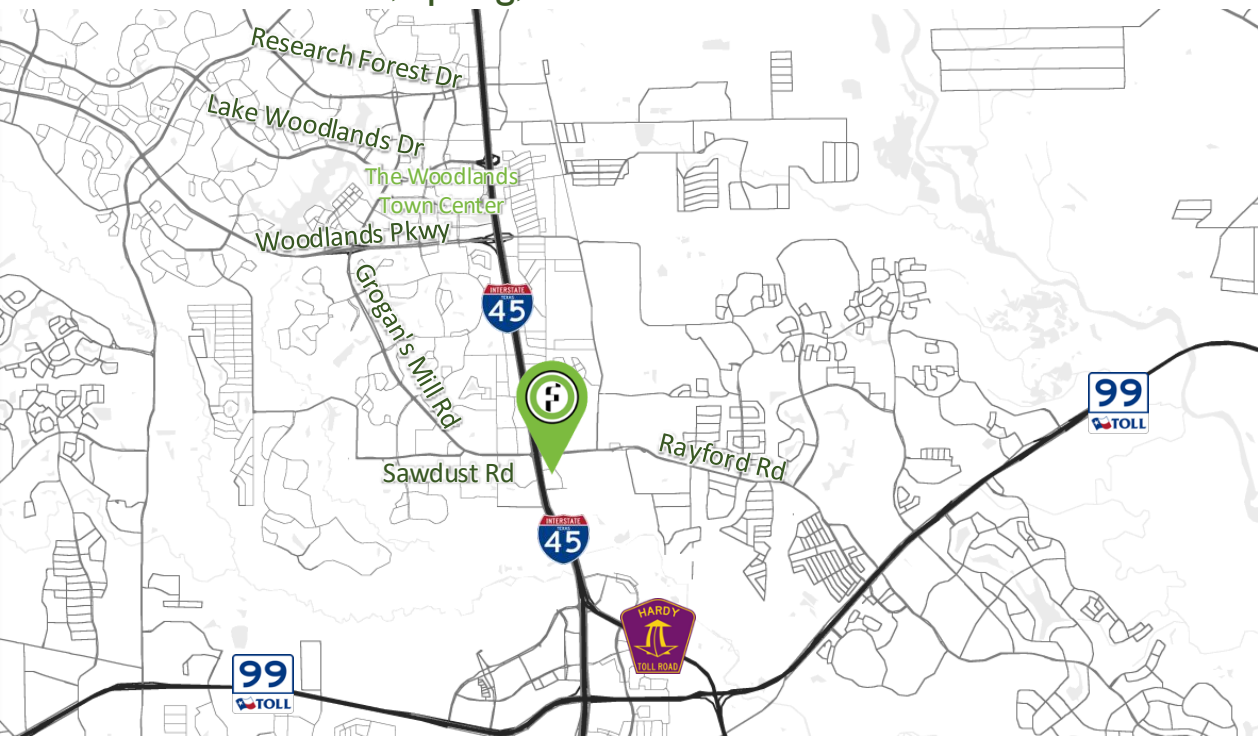 Research Forest Dr
Lake Woodlands Dr
The Woodlands
Town Center
Woodlands Pkwy
Grogan's Mill Rd
INTERSTATE
TEXAS
45
99
TOLL
Rayford Rd
Sawdust Rd
INTERSTATE
TEXAS
45
HARDY
TOLL ROAD
99
TOLL